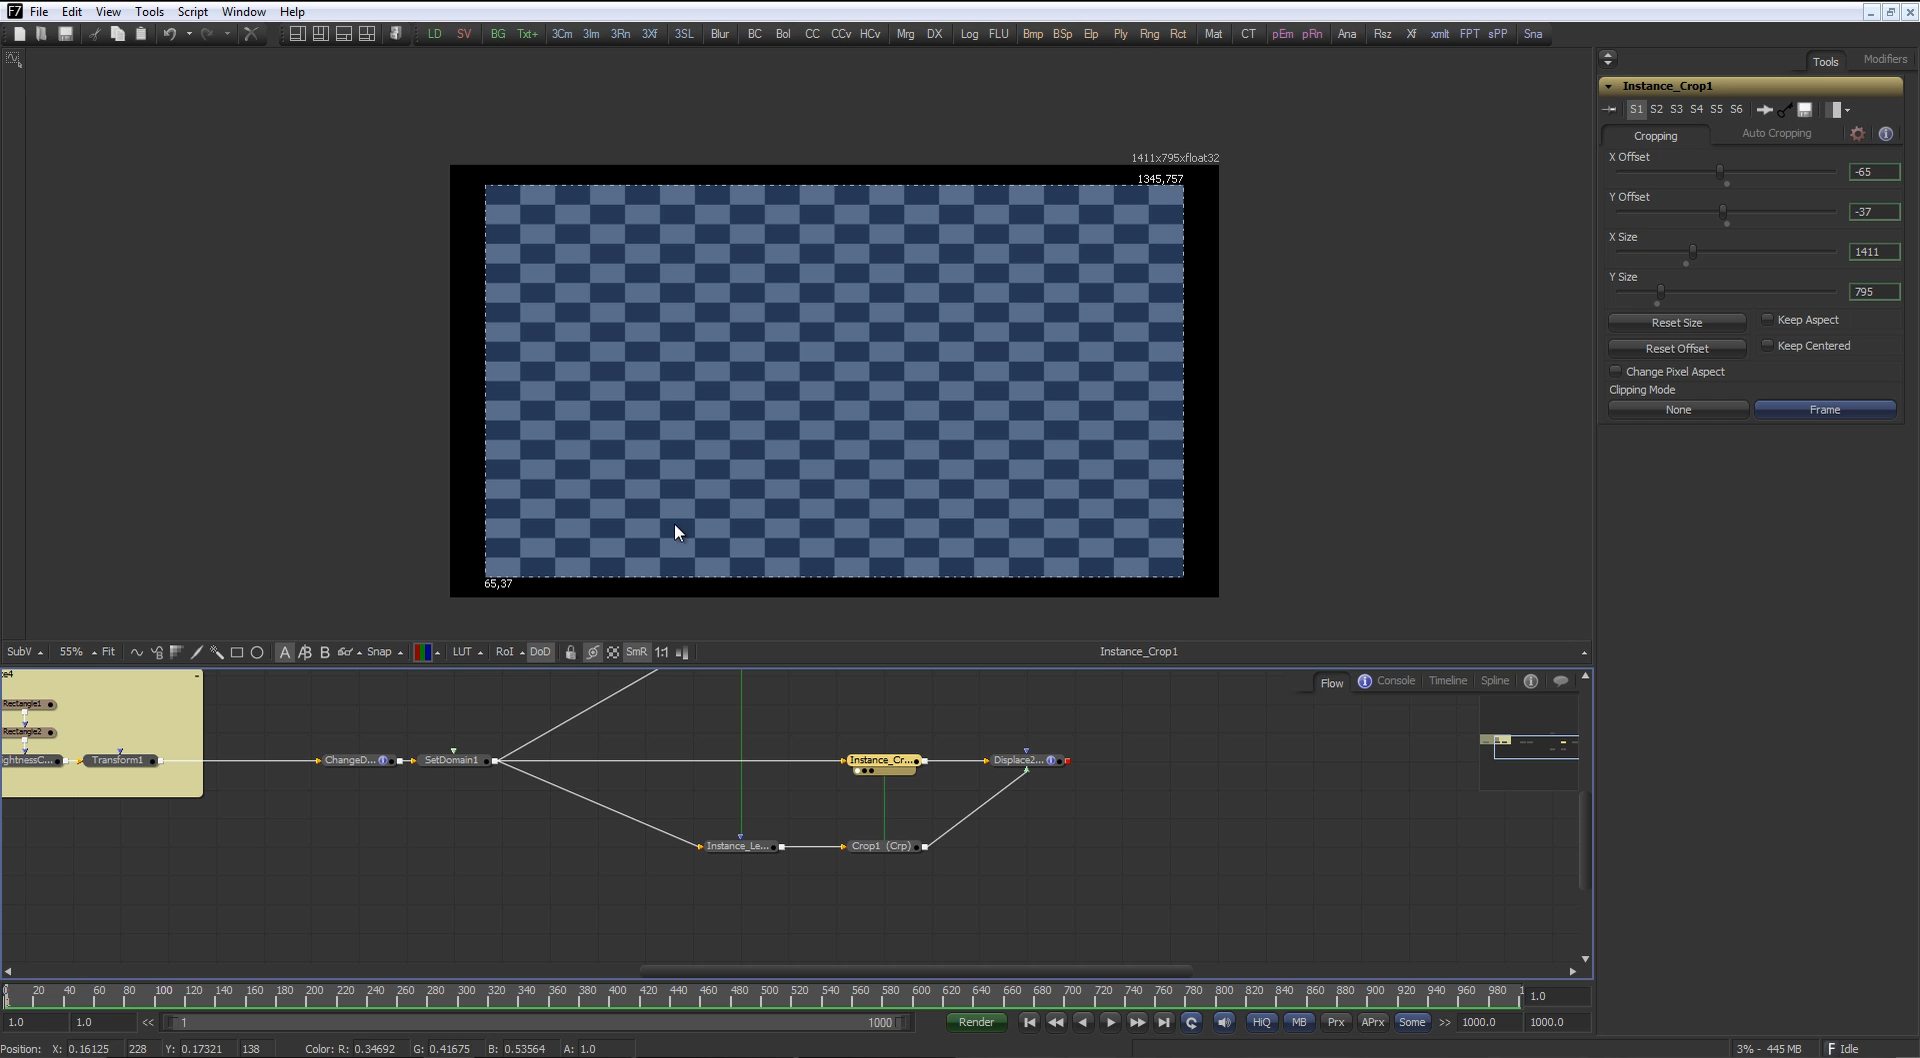 F7 File Edit View Tools Script Window Help
LD SV BG Txt+ 3Cm 3Im 3Rn 3Xf 3SL Blur BC Bol CC CCv HCv Mrg DX Log FLU Bmp BSp Elp Ply Rng Rct Mat CT pEm pRn Ana Rsz Xf xmlt FPT sPP Sna
Tools Modifiers
Instance_Crop1
S1 S2 S3 S4 S5 S6
Cropping Auto Cropping
X Offset
-65
Y Offset
-37
X Size
1411
Y Size
795
Reset Size Keep Aspect
Reset Offset Keep Centered
Change Pixel Aspect
Clipping Mode
None Frame
1411x795xfloat32
1345,757
65,37
SubV 55% Fit A B Snap LUT RoI DoD SmR 1:1 Instance_Crop1
Flow Console Timeline Spline
Rectangle1
Rectangle2
ightnessC... Transform1 ChangeD... SetDomain1 Instance_Cr... Displace2...
Instance_Le... Crop1 (Crp)
20 40 60 80 100 120 140 160 180 200 220 240 260 280 300 320 340 360 380 400 420 440 460 480 500 520 540 560 580 600 620 640 660 680 700 720 740 760 780 800 820 840 860 880 900 920 940 960 980 1.0
1.0 1.0 << 1 1000 Render HiQ MB Prx APrx Some >> 1000.0 1000.0
Position: X: 0.16125 228 Y: 0.17321 138 Color: R: 0.34692 G: 0.41675 B: 0.53564 A: 1.0 3% - 445 MB F Idle